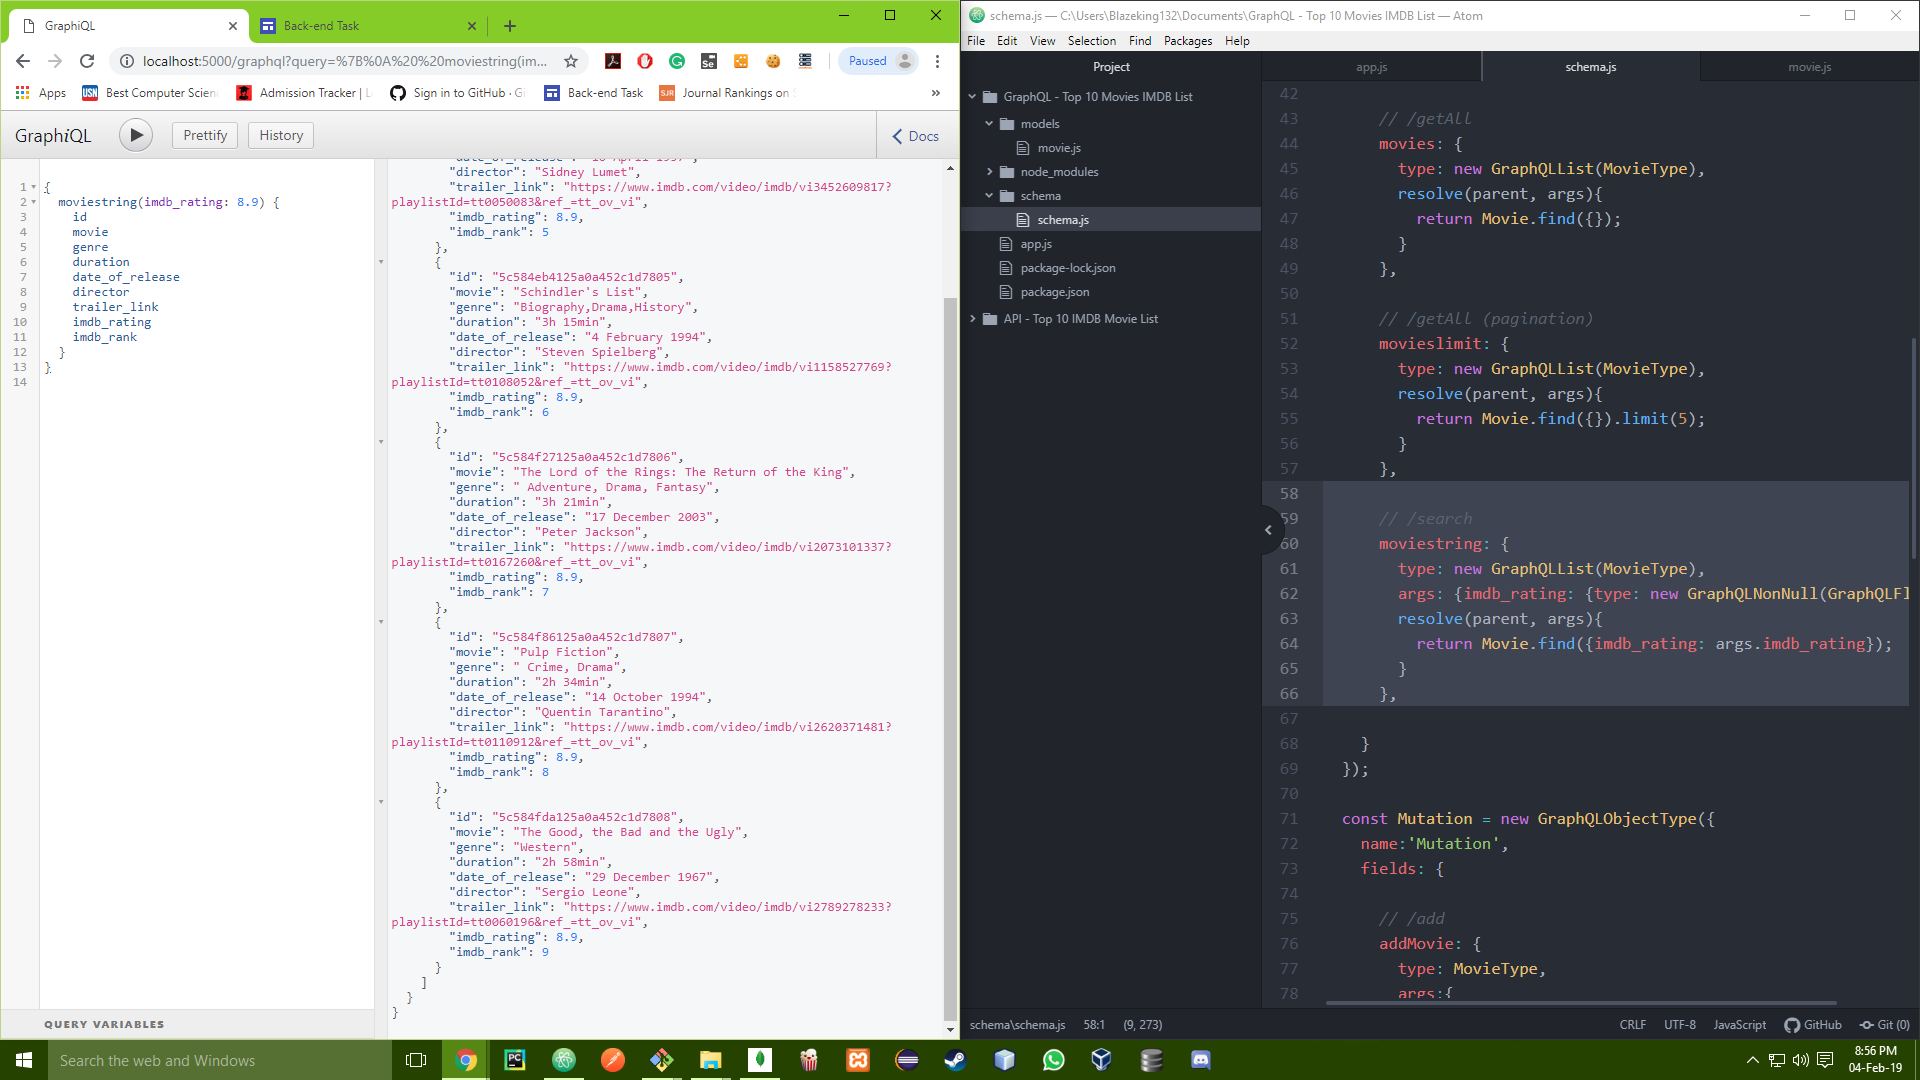 GraphiQL
Back-end Task
localhost:5000/graphql?query=%7B%0A%20%20moviestring(im...
Paused
Apps
Best Computer Scien
Admission Tracker |
Sign in to GitHub · Gi
Back-end Task
Journal Rankings on
»
GraphiQL
Prettify
History
Docs
1 {
2 moviestring(imdb_rating: 8.9) {
3 id
4 movie
5 genre
6 duration
7 date_of_release
8 director
9 trailer_link
10 imdb_rating
11 imdb_rank
12 }
13 }
14
QUERY VARIABLES
"director": "Sidney Lumet",
"trailer_link": "https://www.imdb.com/video/imdb/vi3452609817?
playlistId=tt0050083&ref_=tt_ov_vi",
"imdb_rating": 8.9,
"imdb_rank": 5
},
{
"id": "5c584eb4125a0a452c1d7805",
"movie": "Schindler's List",
"genre": "Biography,Drama,History",
"duration": "3h 15min",
"date_of_release": "4 February 1994",
"director": "Steven Spielberg",
"trailer_link": "https://www.imdb.com/video/imdb/vi1158527769?
playlistId=tt0108052&ref_=tt_ov_vi",
"imdb_rating": 8.9,
"imdb_rank": 6
},
{
"id": "5c584f27125a0a452c1d7806",
"movie": "The Lord of the Rings: The Return of the King",
"genre": " Adventure, Drama, Fantasy",
"duration": "3h 21min",
"date_of_release": "17 December 2003",
"director": "Peter Jackson",
"trailer_link": "https://www.imdb.com/video/imdb/vi2073101337?
playlistId=tt0167260&ref_=tt_ov_vi",
"imdb_rating": 8.9,
"imdb_rank": 7
},
{
"id": "5c584f86125a0a452c1d7807",
"movie": "Pulp Fiction",
"genre": " Crime, Drama",
"duration": "2h 34min",
"date_of_release": "14 October 1994",
"director": "Quentin Tarantino",
"trailer_link": "https://www.imdb.com/video/imdb/vi2620371481?
playlistId=tt0110912&ref_=tt_ov_vi",
"imdb_rating": 8.9,
"imdb_rank": 8
},
{
"id": "5c584fda125a0a452c1d7808",
"movie": "The Good, the Bad and the Ugly",
"genre": "Western",
"duration": "2h 58min",
"date_of_release": "29 December 1967",
"director": "Sergio Leone",
"trailer_link": "https://www.imdb.com/video/imdb/vi2789278233?
playlistId=tt0060196&ref_=tt_ov_vi",
"imdb_rating": 8.9,
"imdb_rank": 9
}
]
}
}
schema.js — C:\Users\Blazeking132\Documents\GraphQL - Top 10 Movies IMDB List — Atom
File Edit View Selection Find Packages Help
Project
GraphQL - Top 10 Movies IMDB List
models
movie.js
node_modules
schema
schema.js
app.js
package-lock.json
package.json
API - Top 10 IMDB Movie List
app.js
schema.js
movie.js
42
43 // /getAll
44 movies: {
45 type: new GraphQLList(MovieType),
46 resolve(parent, args){
47 return Movie.find({});
48 }
49 },
50
51 // /getAll (pagination)
52 movieslimit: {
53 type: new GraphQLList(MovieType),
54 resolve(parent, args){
55 return Movie.find({}).limit(5);
56 }
57 },
58
59 // /search
60 moviestring: {
61 type: new GraphQLList(MovieType),
62 args: {imdb_rating: {type: new GraphQLNonNull(GraphQLFl
63 resolve(parent, args){
64 return Movie.find({imdb_rating: args.imdb_rating});
65 }
66 },
67
68 }
69 });
70
71 const Mutation = new GraphQLObjectType({
72 name:'Mutation',
73 fields: {
74
75 // /add
76 addMovie: {
77 type: MovieType,
78 args:{
schema\schema.js 58:1 (9, 273)
CRLF UTF-8 JavaScript GitHub Git (0)
Search the web and Windows
8:56 PM
04-Feb-19